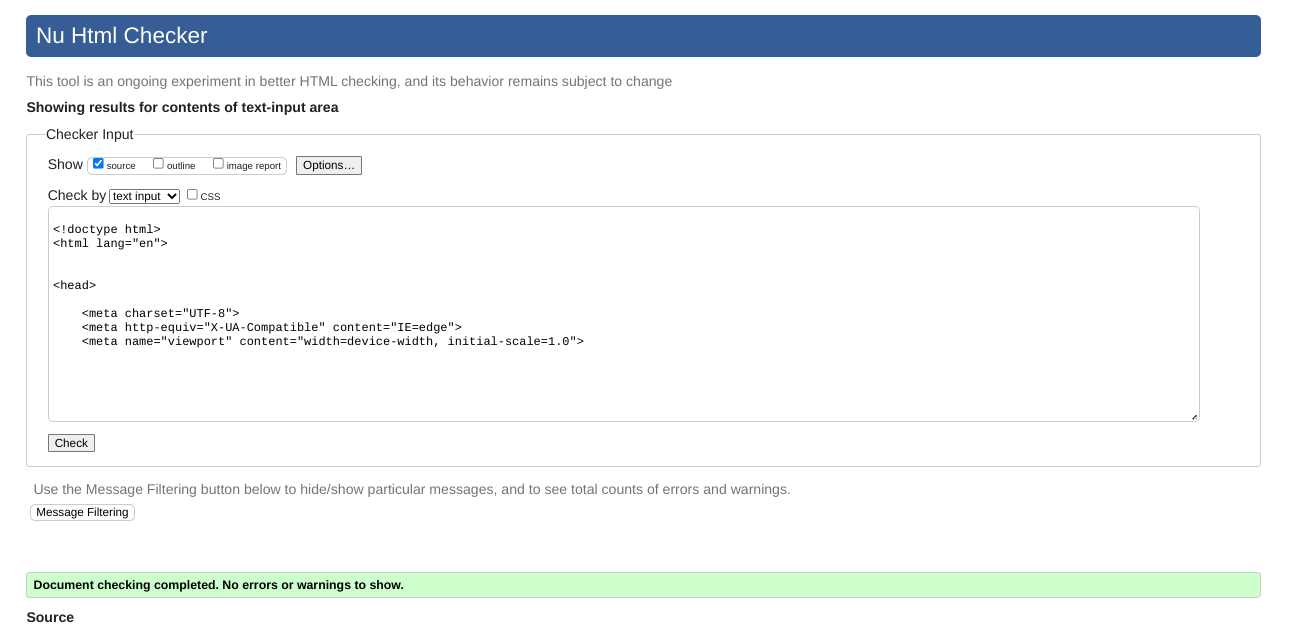 Nu Html Checker
This tool is an ongoing experiment in better HTML checking, and its behavior remains subject to change
Showing results for contents of text-input area
Checker Input
Show source outline image report Options...
Check by text input CSS
<!doctype html>
<html lang="en">
<head>
<meta charset="UTF-8">
<meta http-equiv="X-UA-Compatible" content="IE=edge">
<meta name="viewport" content="width=device-width, initial-scale=1.0">
Check
Use the Message Filtering button below to hide/show particular messages, and to see total counts of errors and warnings.
Message Filtering
Document checking completed. No errors or warnings to show.
Source